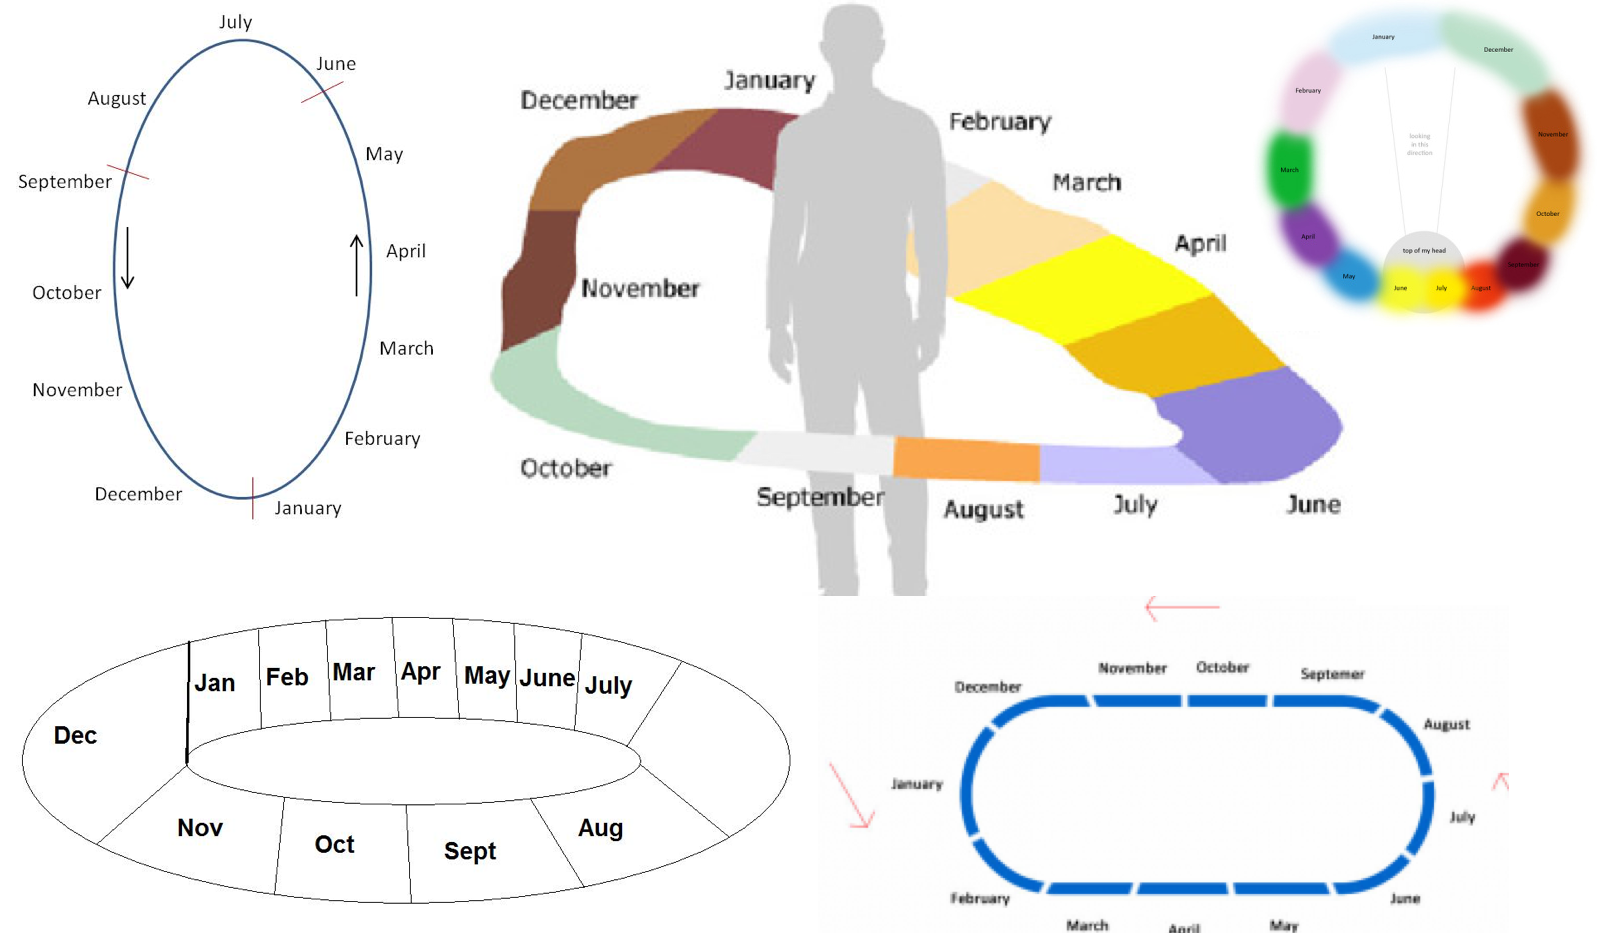 July
June
August
May
September
April
October
March
November
February
December
January
January
December
February
March
April
November
October
September
August
July
June
January
December
February
looking
in this
direction
November
March
October
April
top of my head
September
May
June
July
August
Jan
Feb
Mar
Apr
May
June
July
Dec
Nov
Oct
Sept
Aug
November
October
Septemer
December
August
January
July
February
June
March
April
May